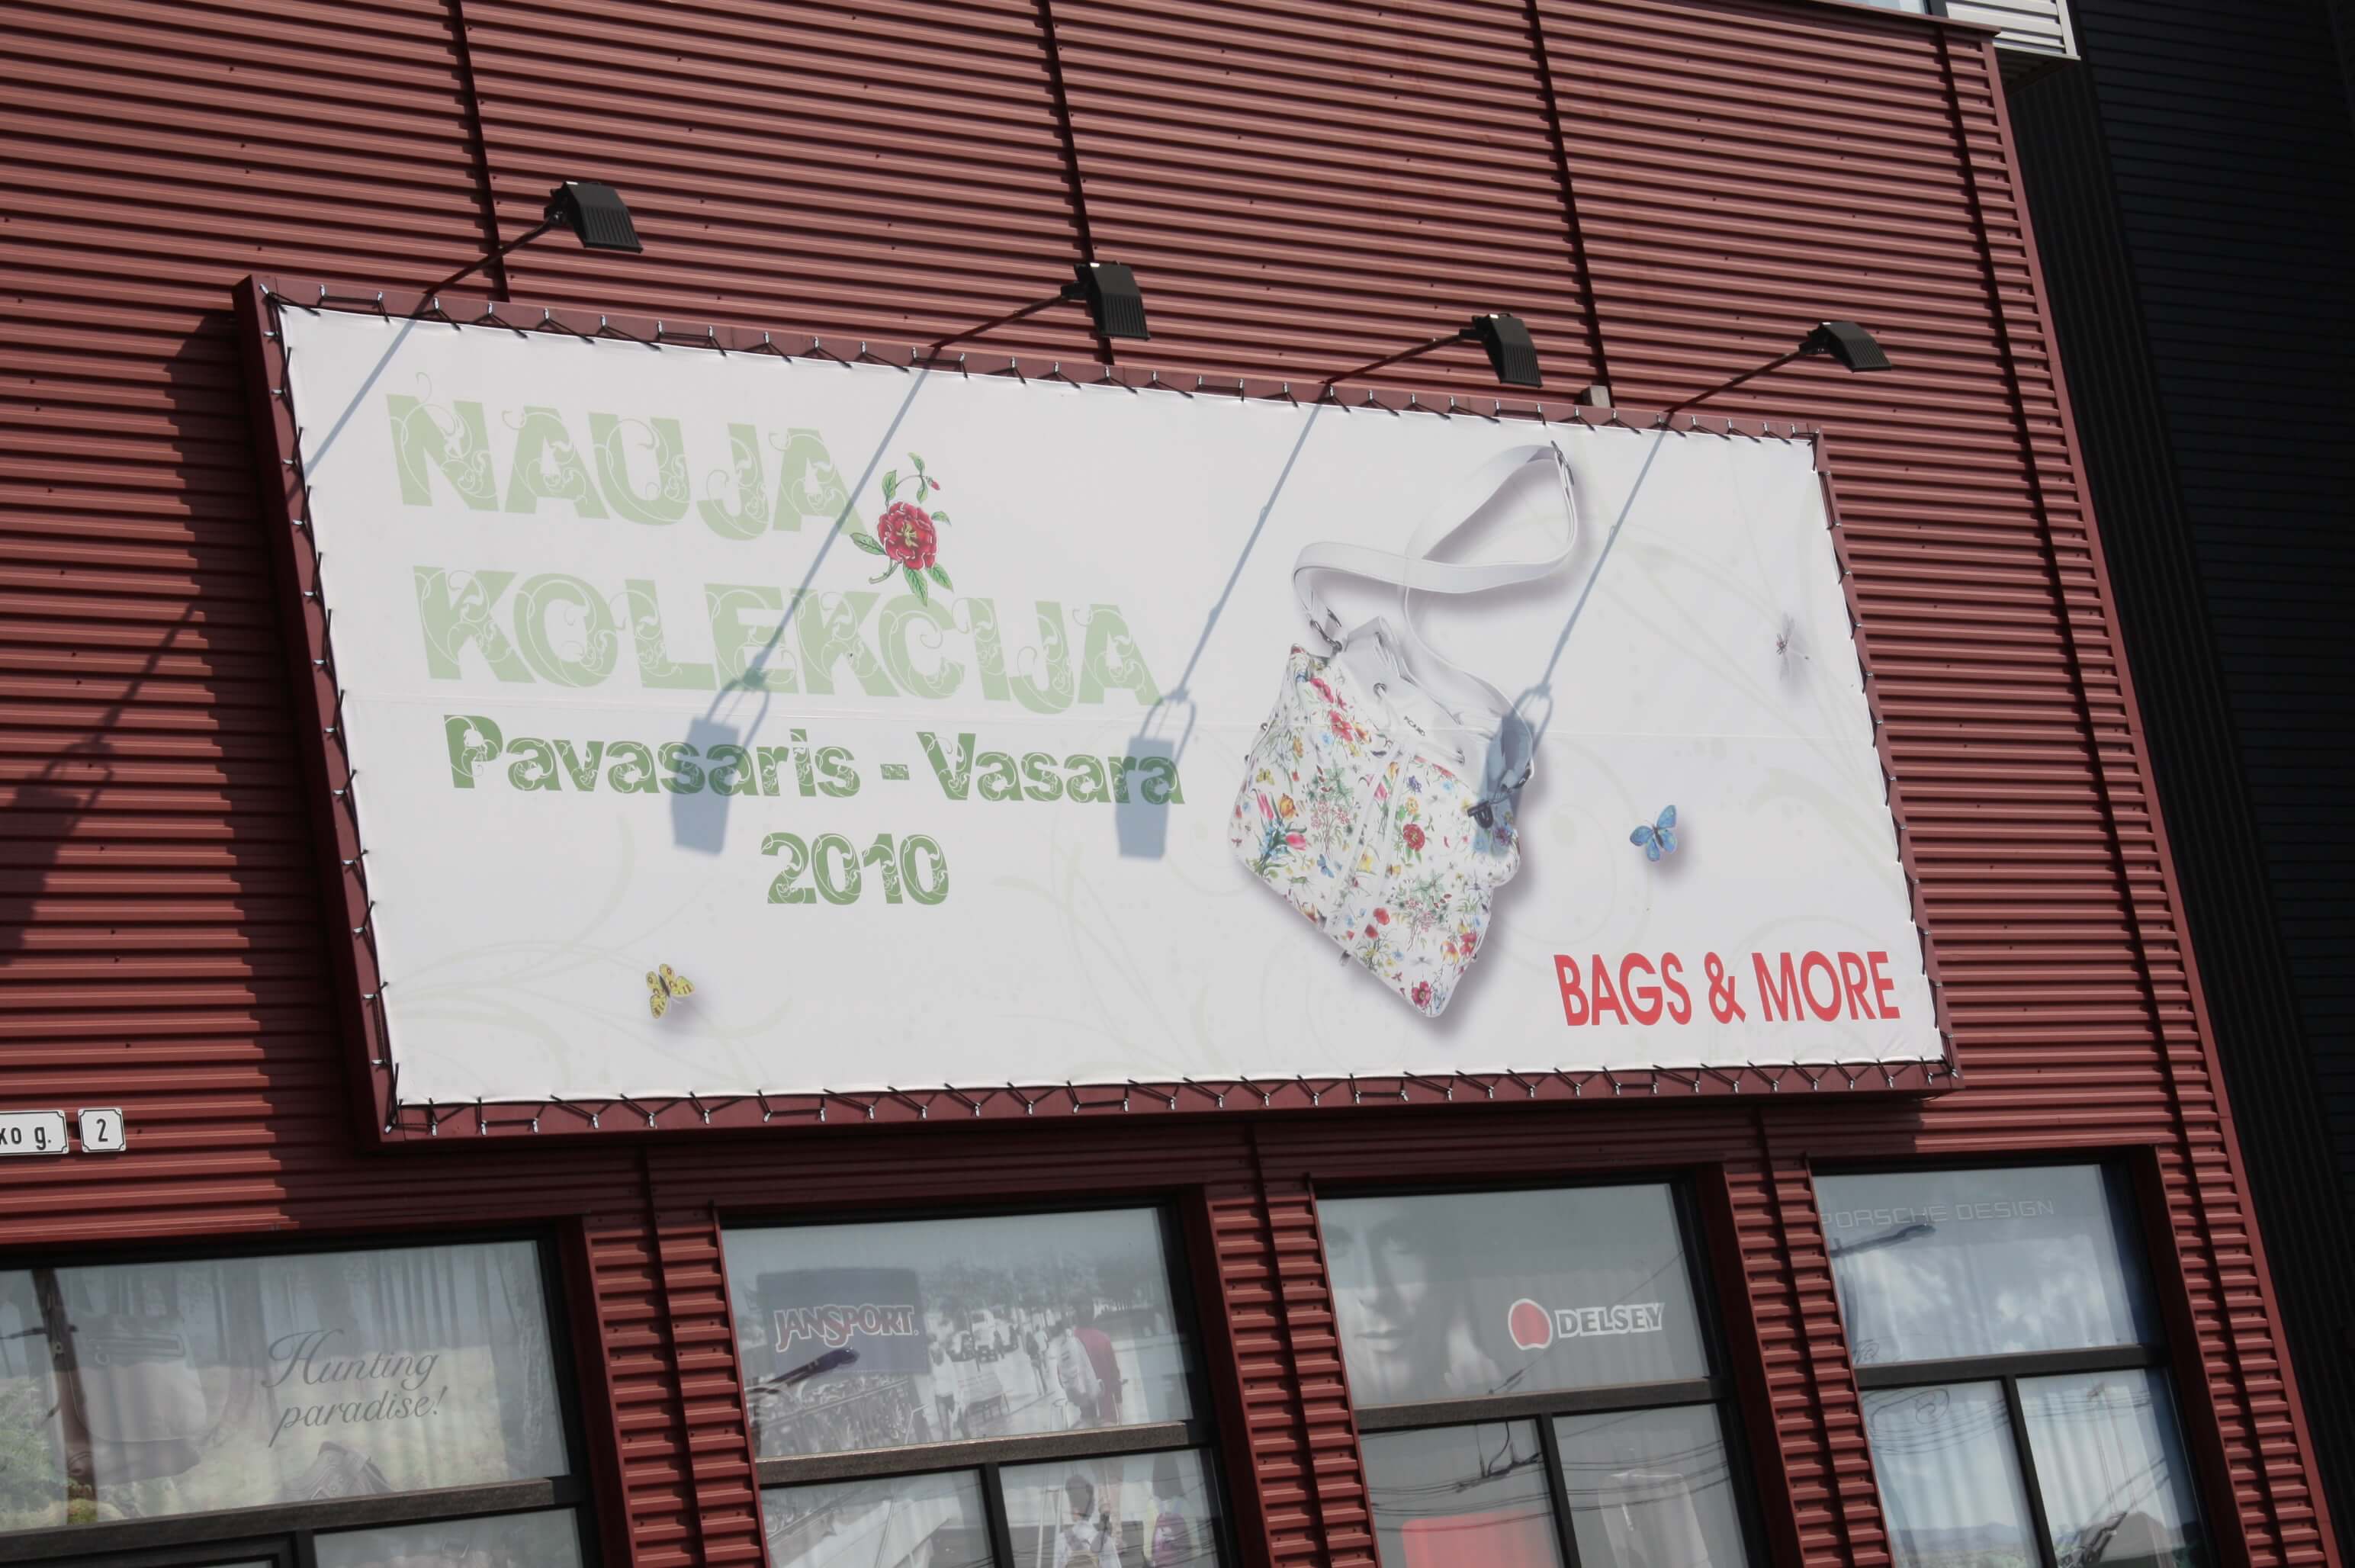 NAUJA
KOLEKCIJA
Pavasaris - Vasara
2010
BAGS & MORE
g.
2
Hunting
paradise!
JANSPORT
DELSEY
PORSCHE DESIGN